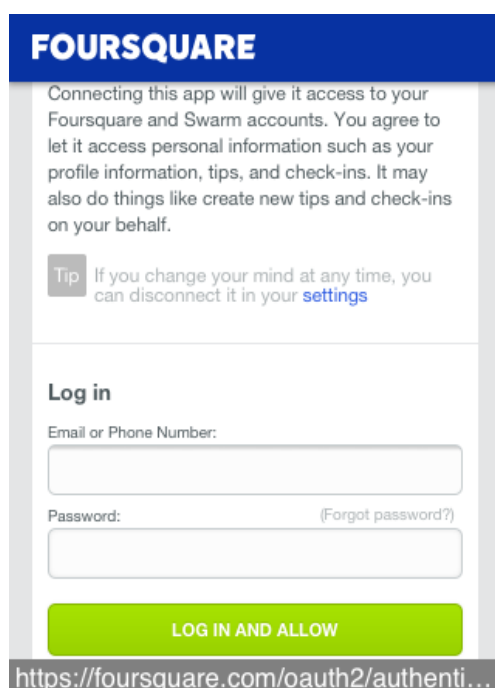 FOURSQUARE
Connecting this app will give it access to your
Foursquare and Swarm accounts. You agree to
let it access personal information such as your
profile information, tips, and check-ins. It may
also do things like create new tips and check-ins
on your behalf.
Tip If you change your mind at any time, you
can disconnect it in your settings
Log in
Email or Phone Number:
Password: (Forgot password?)
LOG IN AND ALLOW
https://foursquare.com/oauth2/authenti...